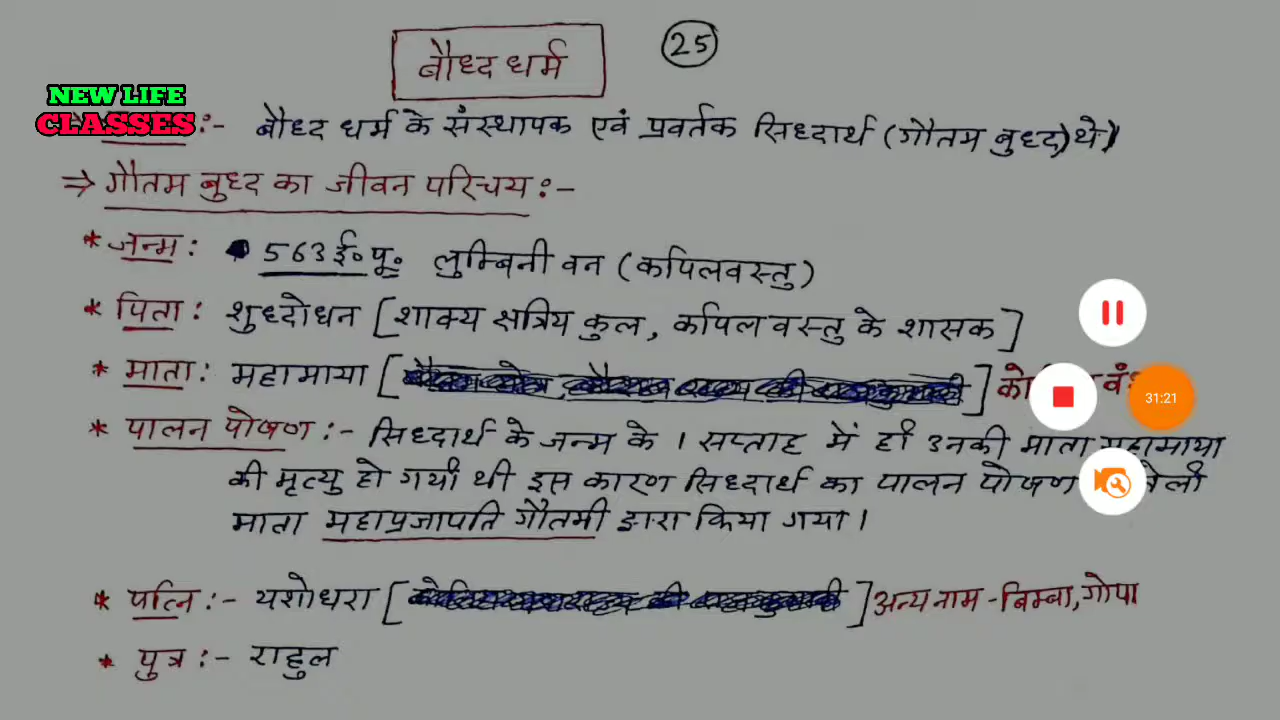 बौध्द धर्म
25
NEW LIFE
CLASSES
:- बौध्द धर्म के संस्थापक एवं प्रवर्तक सिध्दार्थ (गौतम बुध्द) थे)
⇒ गौतम बुध्द का जीवन परिचय :-
* जन्म : 563 ई॰ पू॰ लुम्बिनी वन (कपिलवस्तु)
* पिता : शुध्दोधन [शाक्य क्षत्रिय कुल, कपिलवस्तु के शासक]
* माता : महामाया [ ]
31:21
* पालन पोषण :- सिध्दार्थ के जन्म के 1 सप्ताह में ही उनकी माता महामाया
की मृत्यु हो गयी थी इस कारण सिध्दार्थ का पालन पोषण
माता महाप्रजापति गौतमी द्वारा किया गया।
* पत्नि :- यशोधरा [ ] अन्य नाम - बिम्बा, गोपा
* पुत्र :- राहुल